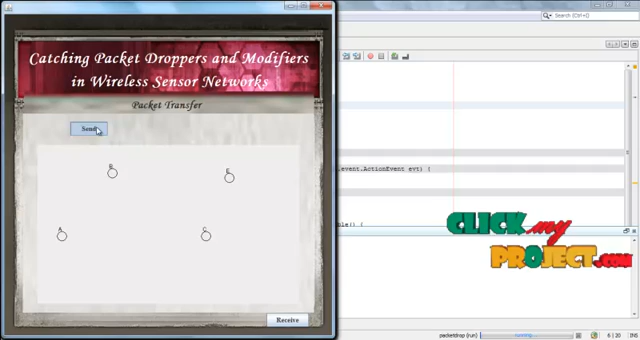 Search (Ctrl+I)
Catching Packet Droppers and Modifiers
in Wireless Sensor Networks
Packet Transfer
Send
B
E
A
C
Receive
.event.ActionEvent evt) {
ble() {
CLICK my
PROJECT.com
packetdrop (run)
running...
6 | 20
INS